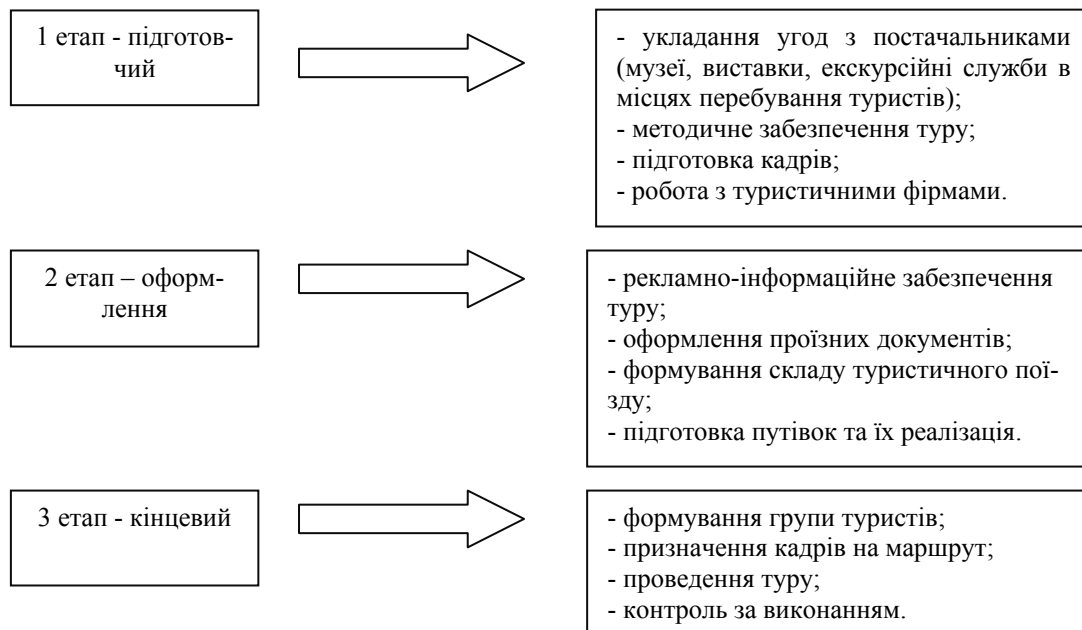 1 етап - підготов-
чий
- укладання угод з постачальниками
(музеї, виставки, екскурсійні служби в
місцях перебування туристів);
- методичне забезпечення туру;
- підготовка кадрів;
- робота з туристичними фірмами.
2 етап – оформ-
лення
- рекламно-інформаційне забезпечення
туру;
- оформлення проїзних документів;
- формування складу туристичного пої-
зду;
- підготовка путівок та їх реалізація.
3 етап - кінцевий
- формування групи туристів;
- призначення кадрів на маршрут;
- проведення туру;
- контроль за виконанням.